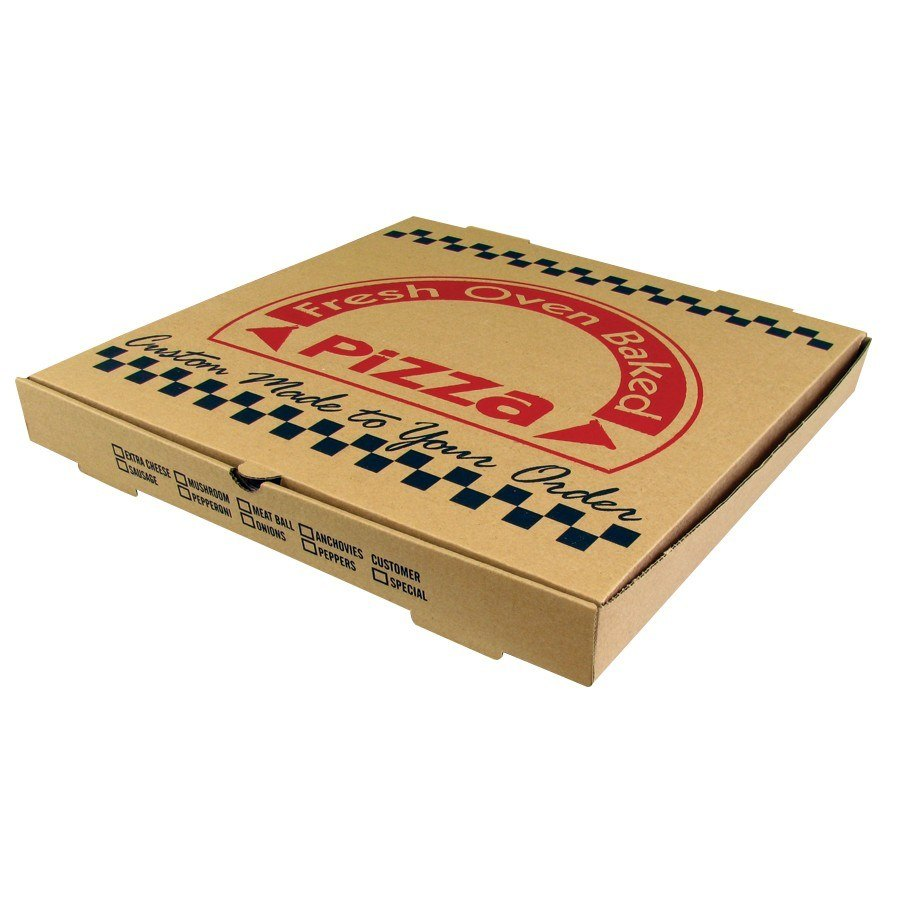 Fresh Oven Baked
Pizza
Custom Made to Your Order
EXTRA CHEESE
SAUSAGE
MUSHROOM
PEPPERONI
MEAT BALL
ONIONS
ANCHOVIES
PEPPERS
CUSTOMER
SPECIAL